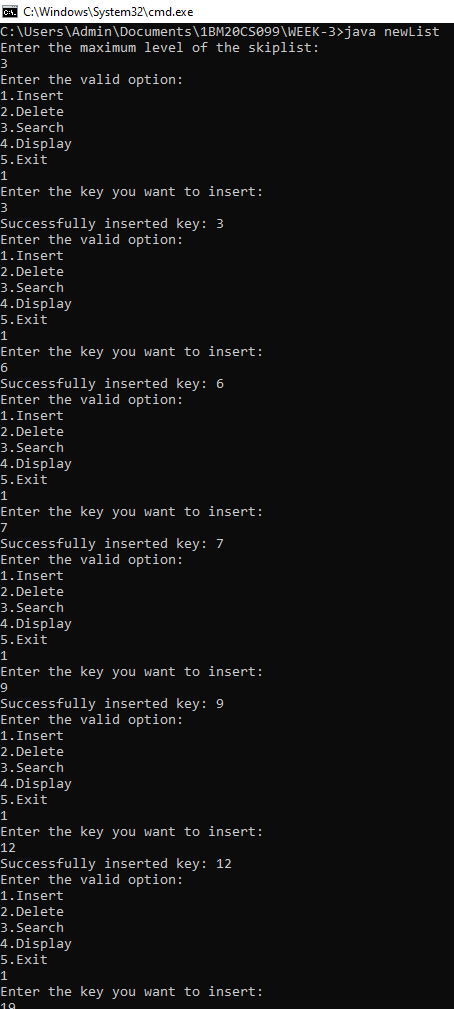 C:\Windows\System32\cmd.exe
C:\Users\Admin\Documents\1BM20CS099\WEEK-3>java newList
Enter the maximum level of the skiplist:
3
Enter the valid option:
1.Insert
2.Delete
3.Search
4.Display
5.Exit
1
Enter the key you want to insert:
3
Successfully inserted key: 3
Enter the valid option:
1.Insert
2.Delete
3.Search
4.Display
5.Exit
1
Enter the key you want to insert:
6
Successfully inserted key: 6
Enter the valid option:
1.Insert
2.Delete
3.Search
4.Display
5.Exit
1
Enter the key you want to insert:
7
Successfully inserted key: 7
Enter the valid option:
1.Insert
2.Delete
3.Search
4.Display
5.Exit
1
Enter the key you want to insert:
9
Successfully inserted key: 9
Enter the valid option:
1.Insert
2.Delete
3.Search
4.Display
5.Exit
1
Enter the key you want to insert:
12
Successfully inserted key: 12
Enter the valid option:
1.Insert
2.Delete
3.Search
4.Display
5.Exit
1
Enter the key you want to insert:
19